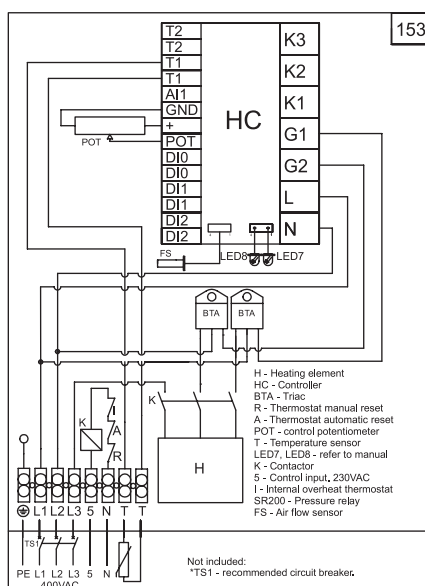 153
T2
T2
T1
T1
AI1
GND
+
POT
DI0
DI0
DI1
DI1
DI2
DI2
HC
K3
K2
K1
G1
G2
L
N
POT
FS
LED8
LED7
BTA
BTA
K
I
A
R
K
H
H - Heating element
HC - Controller
BTA - Triac
R - Thermostat manual reset
A - Thermostat automatic reset
POT - control potentiometer
T - Temperature sensor
LED7, LED8 - refer to manual
K - Contactor
5 - Control input, 230VAC
I - Internal overheat thermostat
SR200 - Pressure relay
FS - Air flow sensor
L1 L2 L3 5 N T T
TS1
PE L1 L2 L3 5 N
400VAC
Not included:
*TS1 - recommended circuit breaker.